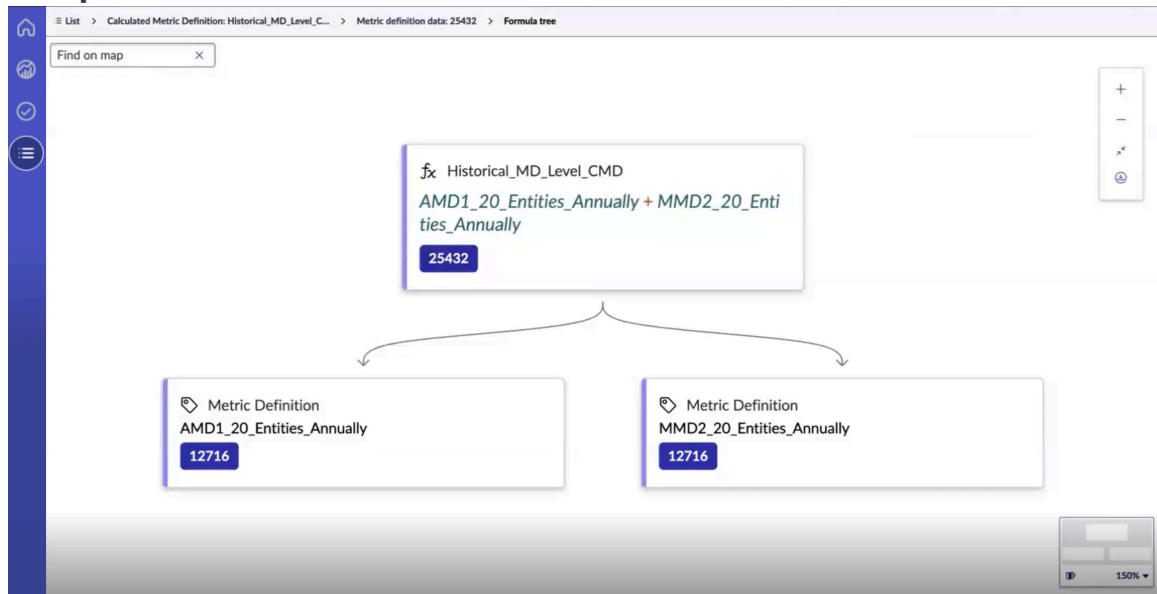 List > Calculated Metric Definition: Historical_MD_Level_C... > Metric definition data: 25432 > Formula tree
Find on map
fx Historical_MD_Level_CMD
AMD1_20_Entities_Annually + MMD2_20_Enti
ties_Annually
25432
Metric Definition
AMD1_20_Entities_Annually
12716
Metric Definition
MMD2_20_Entities_Annually
12716
150%